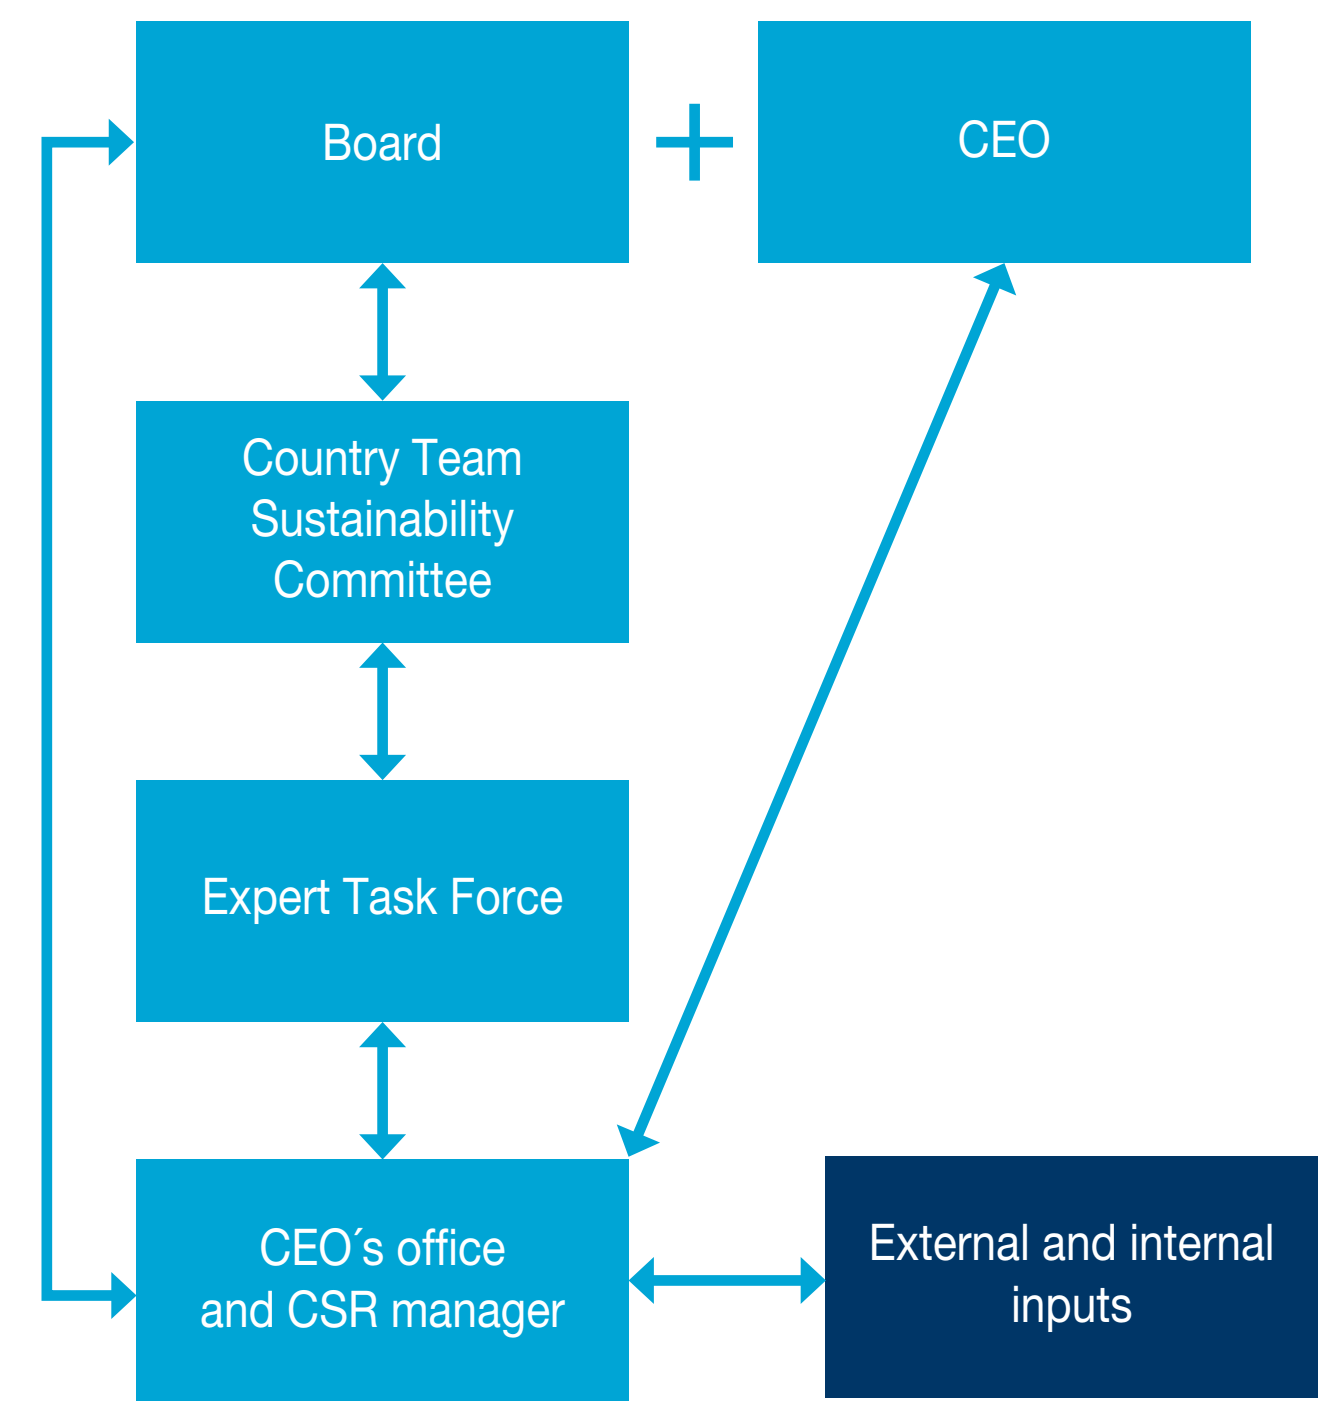 Board
CEO
Country Team
Sustainability
Committee
Expert Task Force
CEO´s office
and CSR manager
External and internal
inputs